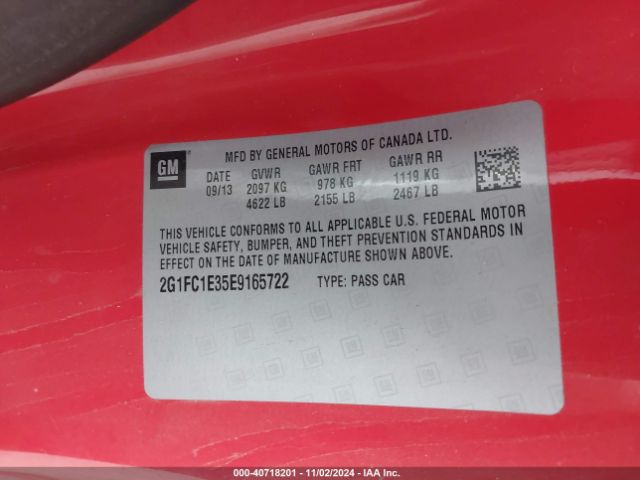 GM
MFD BY GENERAL MOTORS OF CANADA LTD.
DATE GVWR GAWR FRT GAWR RR
09/13 2097 KG 978 KG 1119 KG
4622 LB 2155 LB 2467 LB
THIS VEHICLE CONFORMS TO ALL APPLICABLE U.S. FEDERAL MOTOR
VEHICLE SAFETY, BUMPER, AND THEFT PREVENTION STANDARDS IN
EFFECT ON THE DATE OF MANUFACTURE SHOWN ABOVE.
2G1FC1E35E9165722 TYPE: PASS CAR
000-40718201 - 11/02/2024 - IAA Inc.